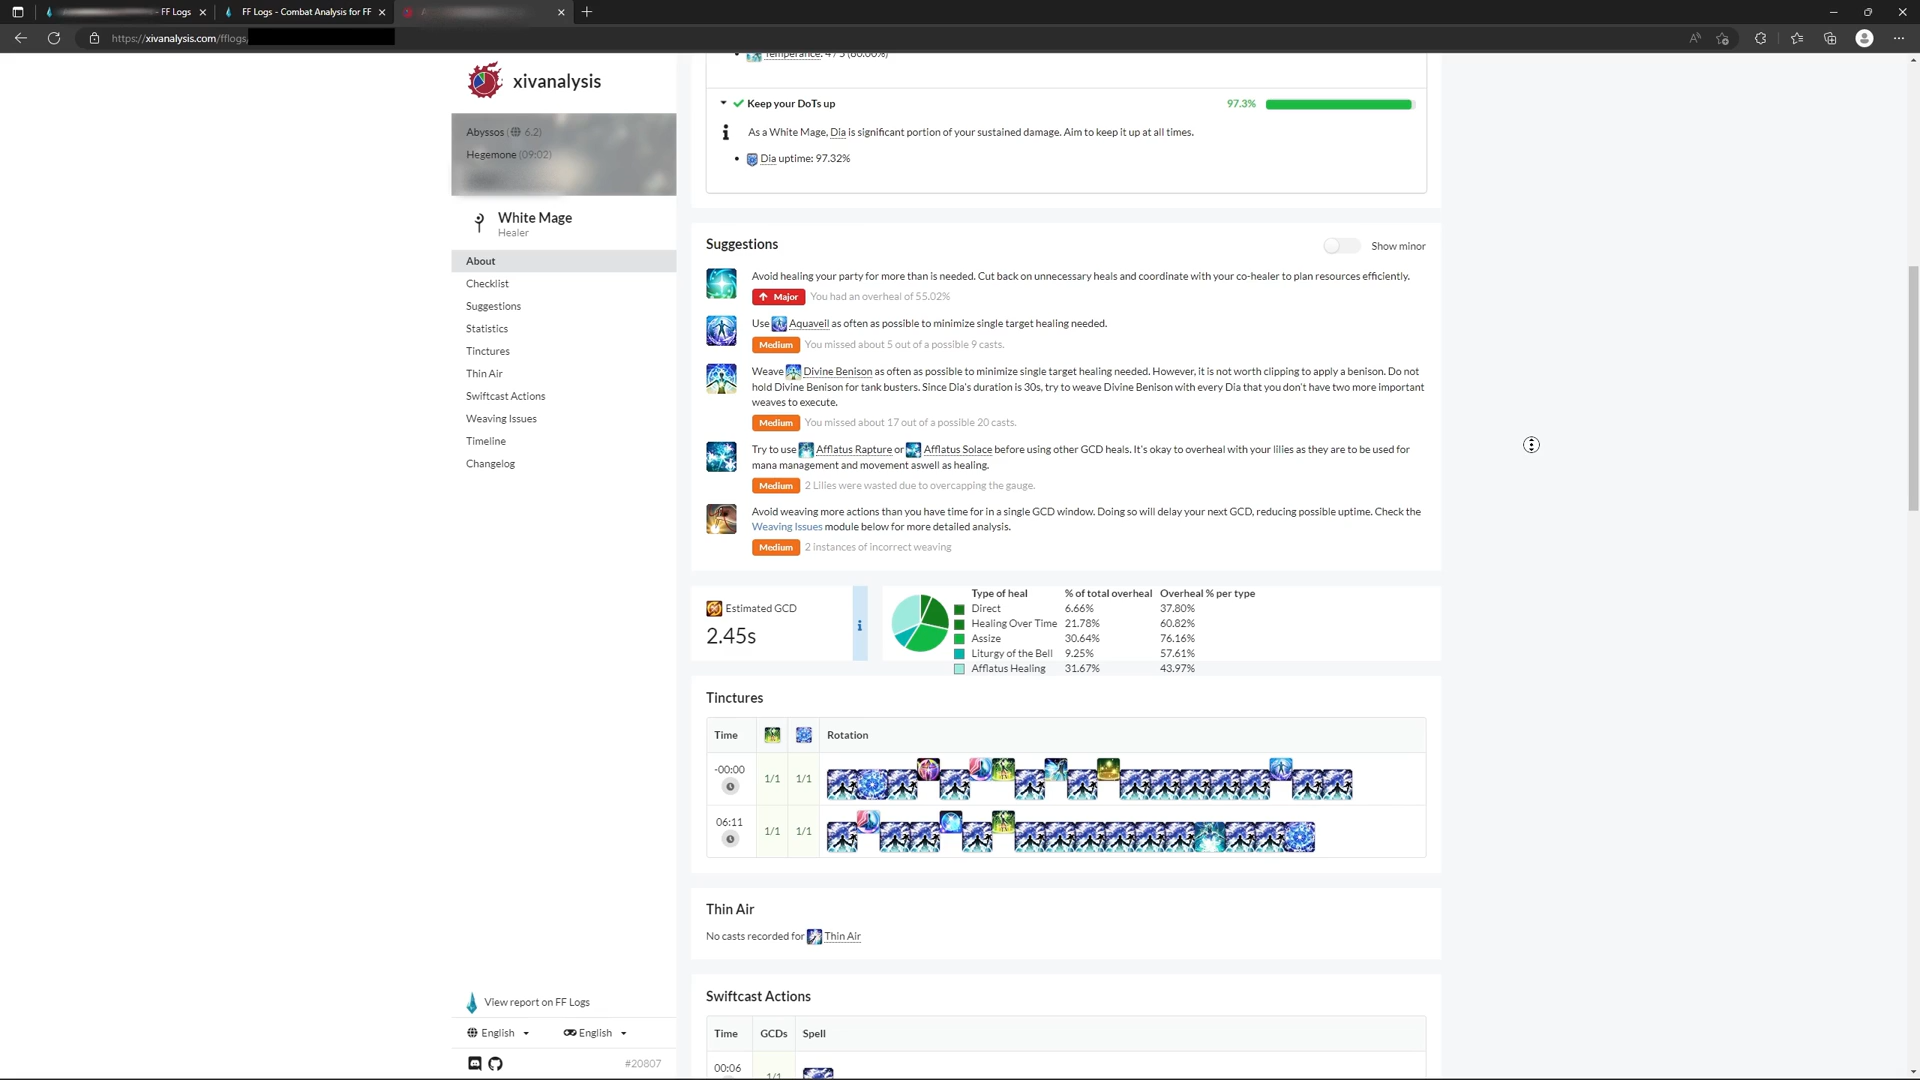 - FF Logs
FF Logs - Combat Analysis for FF
https://xivanalysis.com/fflogs/
xivanalysis
Abyssos (6.2)
Hegemone (09:02)
White Mage
Healer
About
Checklist
Suggestions
Statistics
Tinctures
Thin Air
Swiftcast Actions
Weaving Issues
Timeline
Changelog
View report on FF Logs
English English
#20807
Temperance: 4 / 5 (80.00%)
Keep your DoTs up 97.3%
As a White Mage, Dia is significant portion of your sustained damage. Aim to keep it up at all times.
Dia uptime: 97.32%
Suggestions Show minor
Avoid healing your party for more than is needed. Cut back on unnecessary heals and coordinate with your co-healer to plan resources efficiently.
Major You had an overheal of 55.02%
Use Aquaveil as often as possible to minimize single target healing needed.
Medium You missed about 5 out of a possible 9 casts.
Weave Divine Benison as often as possible to minimize single target healing needed. However, it is not worth clipping to apply a benison. Do not
hold Divine Benison for tank busters. Since Dia's duration is 30s, try to weave Divine Benison with every Dia that you don't have two more important
weaves to execute.
Medium You missed about 17 out of a possible 20 casts.
Try to use Afflatus Rapture or Afflatus Solace before using other GCD heals. It's okay to overheal with your lilies as they are to be used for
mana management and movement aswell as healing.
Medium 2 Lilies were wasted due to overcapping the gauge.
Avoid weaving more actions than you have time for in a single GCD window. Doing so will delay your next GCD, reducing possible uptime. Check the
Weaving Issues module below for more detailed analysis.
Medium 2 instances of incorrect weaving
Estimated GCD
2.45s
Type of heal % of total overheal Overheal % per type
Direct 6.66% 37.80%
Healing Over Time 21.78% 60.82%
Assize 30.64% 76.16%
Liturgy of the Bell 9.25% 57.61%
Afflatus Healing 31.67% 43.97%
Tinctures
Time Rotation
-00:00 1/1 1/1
06:11 1/1 1/1
Thin Air
No casts recorded for Thin Air
Swiftcast Actions
Time GCDs Spell
00:06 1/1